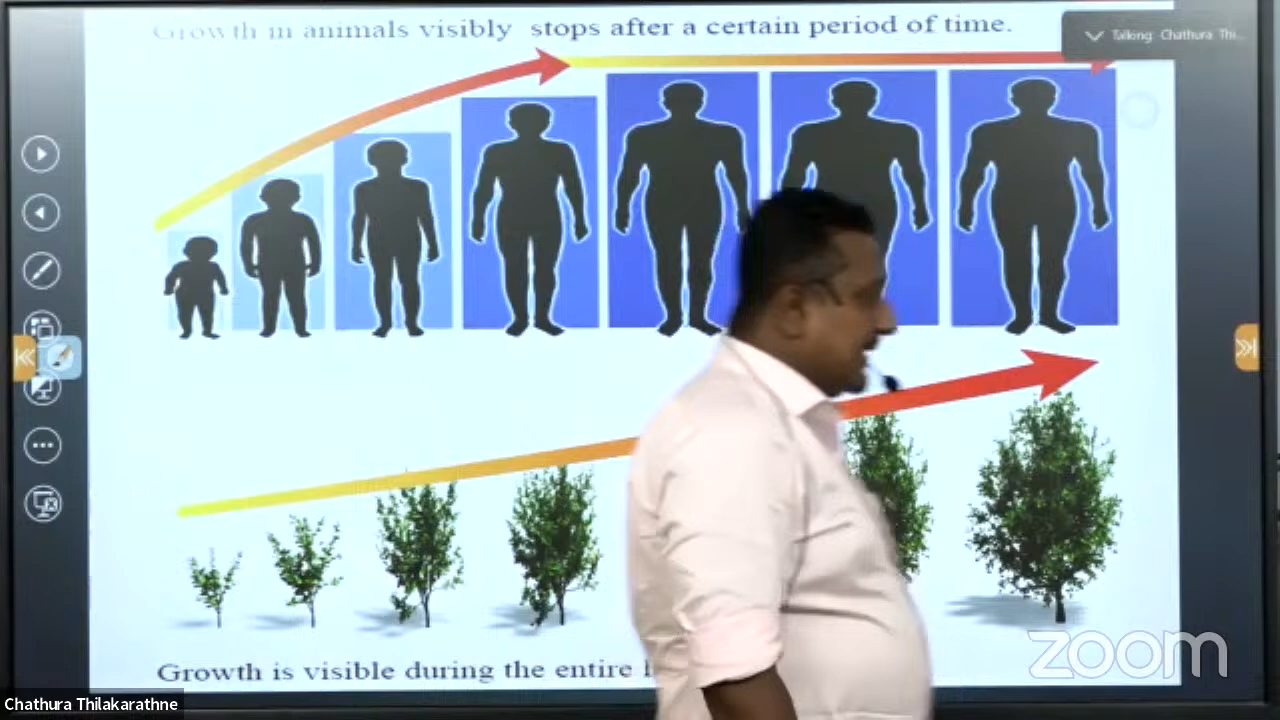 Growth in animals visibly stops after a certain period of time.
Talking: Chathura Thi...
Growth is visible during the entire
zoom
Chathura Thilakarathne